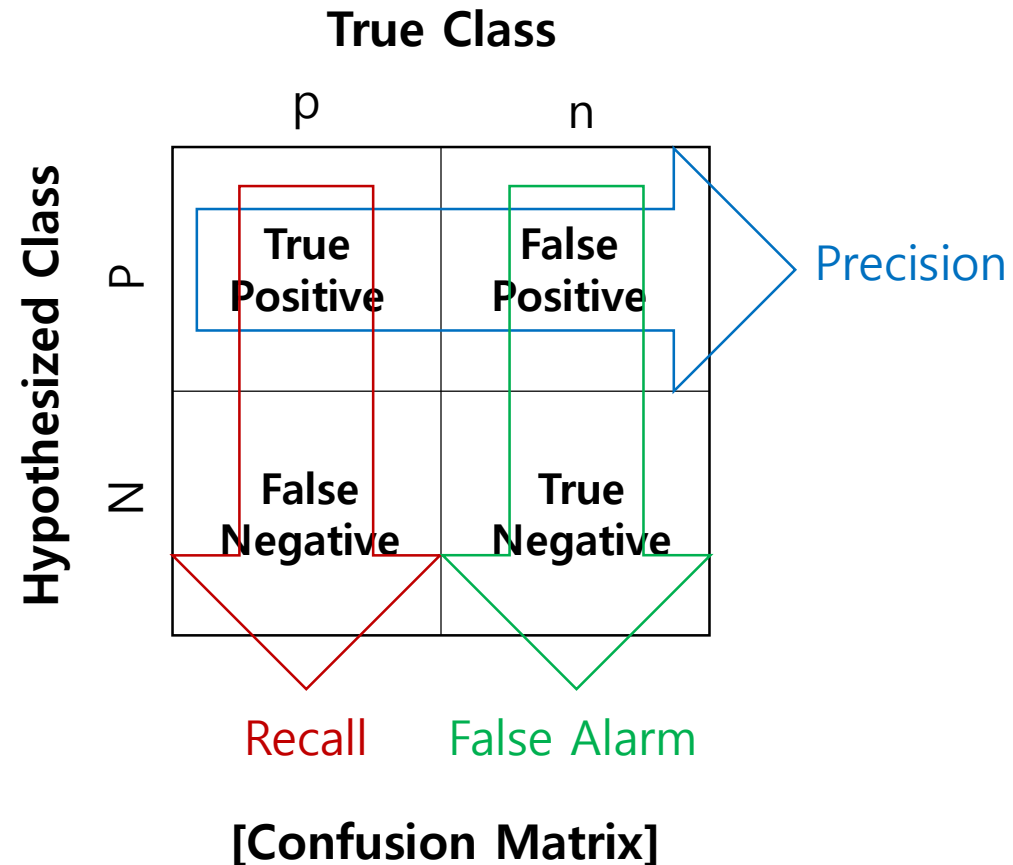 True Class
p
n
Hypothesized Class
P
True
Positive
False
Positive
Precision
N
False
Negative
True
Negative
Recall
False Alarm
[Confusion Matrix]